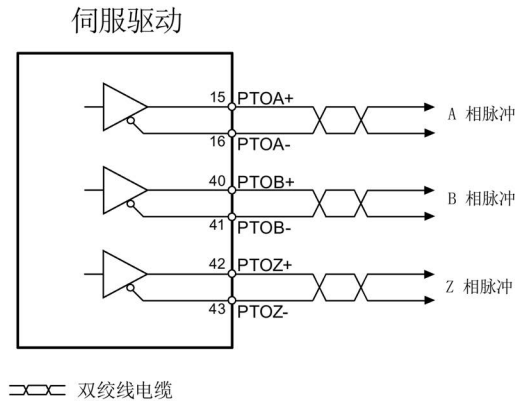 伺服驱动
15 PTOA+
A 相脉冲
16 PTOA-
40 PTOB+
B 相脉冲
41 PTOB-
42 PTOZ+
Z 相脉冲
43 PTOZ-
双绞线电缆